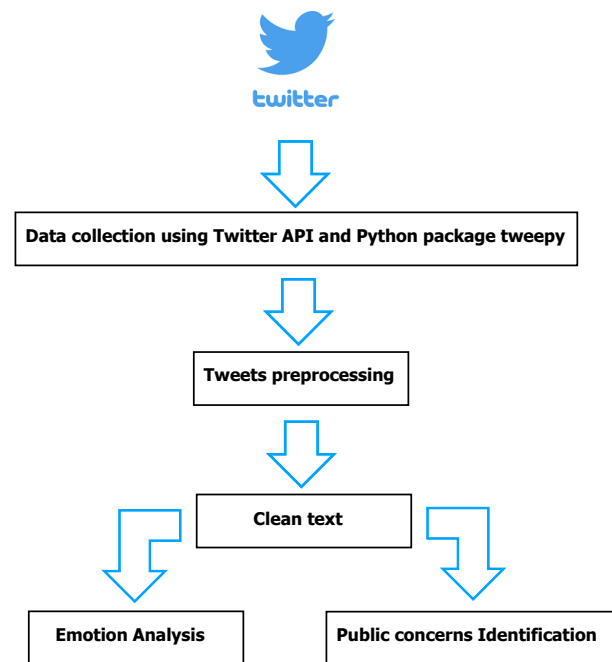 twitter
Data collection using Twitter API and Python package tweepy
Tweets preprocessing
Clean text
Emotion Analysis
Public concerns Identification